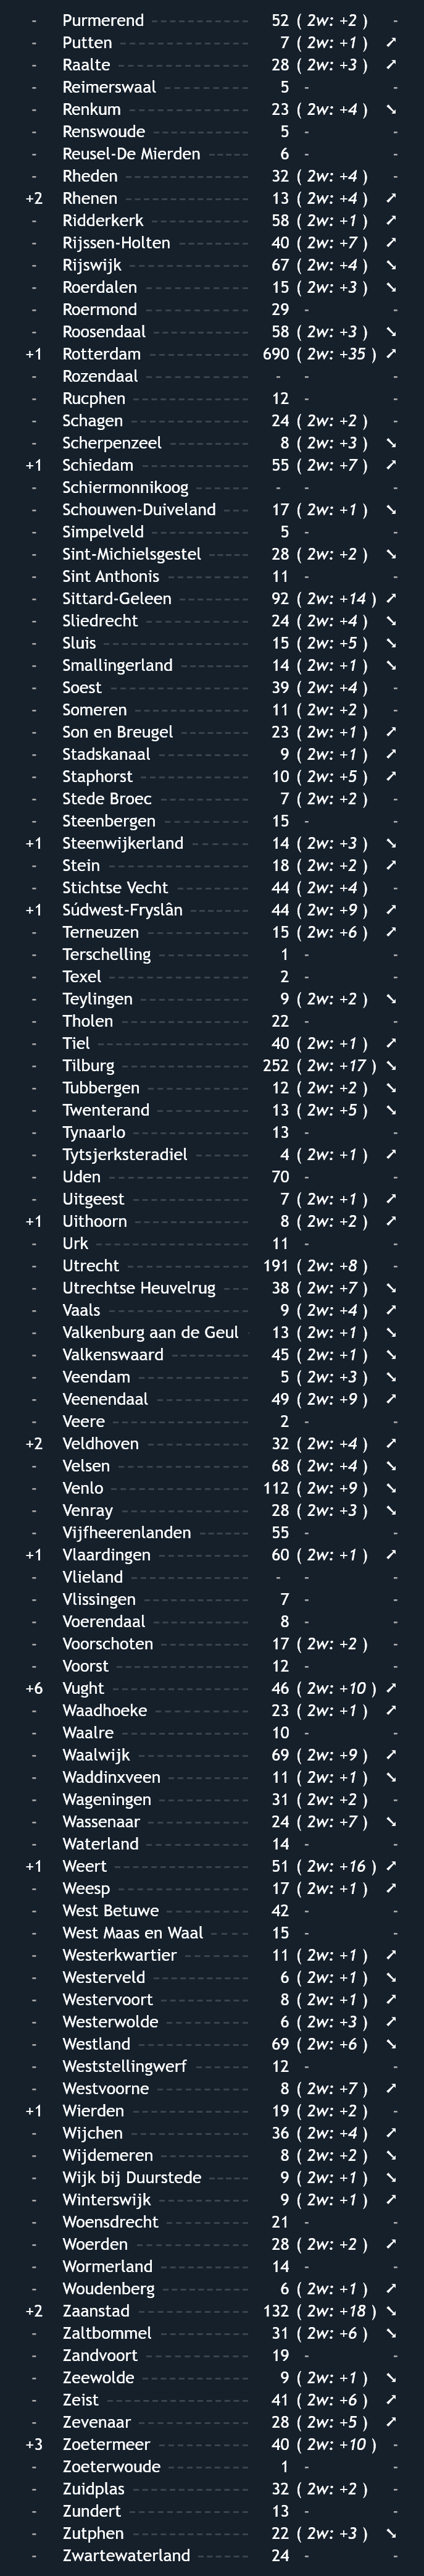 - Purmerend 52 ( 2w: +2 ) -
- Putten 7 ( 2w: +1 ) ➚
- Raalte 28 ( 2w: +3 ) ➚
- Reimerswaal 5 - -
- Renkum 23 ( 2w: +4 ) ➘
- Renswoude 5 - -
- Reusel-De Mierden 6 - -
- Rheden 32 ( 2w: +4 ) -
+2 Rhenen 13 ( 2w: +4 ) ➚
- Ridderkerk 58 ( 2w: +1 ) ➚
- Rijssen-Holten 40 ( 2w: +7 ) ➚
- Rijswijk 67 ( 2w: +4 ) ➘
- Roerdalen 15 ( 2w: +3 ) ➘
- Roermond 29 - -
- Roosendaal 58 ( 2w: +3 ) ➘
+1 Rotterdam 690 ( 2w: +35 ) ➚
- Rozendaal - - -
- Rucphen 12 - -
- Schagen 24 ( 2w: +2 ) -
- Scherpenzeel 8 ( 2w: +3 ) ➘
+1 Schiedam 55 ( 2w: +7 ) ➚
- Schiermonnikoog - - -
- Schouwen-Duiveland 17 ( 2w: +1 ) ➘
- Simpelveld 5 - -
- Sint-Michielsgestel 28 ( 2w: +2 ) ➘
- Sint Anthonis 11 - -
- Sittard-Geleen 92 ( 2w: +14 ) ➚
- Sliedrecht 24 ( 2w: +4 ) ➘
- Sluis 15 ( 2w: +5 ) ➘
- Smallingerland 14 ( 2w: +1 ) ➘
- Soest 39 ( 2w: +4 ) -
- Someren 11 ( 2w: +2 ) -
- Son en Breugel 23 ( 2w: +1 ) ➚
- Stadskanaal 9 ( 2w: +1 ) ➚
- Staphorst 10 ( 2w: +5 ) ➚
- Stede Broec 7 ( 2w: +2 ) -
- Steenbergen 15 - -
+1 Steenwijkerland 14 ( 2w: +3 ) ➘
- Stein 18 ( 2w: +2 ) ➚
- Stichtse Vecht 44 ( 2w: +4 ) -
+1 Súdwest-Fryslân 44 ( 2w: +9 ) ➚
- Terneuzen 15 ( 2w: +6 ) ➚
- Terschelling 1 - -
- Texel 2 - -
- Teylingen 9 ( 2w: +2 ) ➘
- Tholen 22 - -
- Tiel 40 ( 2w: +1 ) ➚
- Tilburg 252 ( 2w: +17 ) ➘
- Tubbergen 12 ( 2w: +2 ) ➘
- Twenterand 13 ( 2w: +5 ) ➘
- Tynaarlo 13 - -
- Tytsjerksteradiel 4 ( 2w: +1 ) ➚
- Uden 70 - -
- Uitgeest 7 ( 2w: +1 ) ➚
+1 Uithoorn 8 ( 2w: +2 ) ➚
- Urk 11 - -
- Utrecht 191 ( 2w: +8 ) -
- Utrechtse Heuvelrug 38 ( 2w: +7 ) ➘
- Vaals 9 ( 2w: +4 ) ➚
- Valkenburg aan de Geul 13 ( 2w: +1 ) ➘
- Valkenswaard 45 ( 2w: +1 ) ➘
- Veendam 5 ( 2w: +3 ) ➘
- Veenendaal 49 ( 2w: +9 ) ➚
- Veere 2 - -
+2 Veldhoven 32 ( 2w: +4 ) ➚
- Velsen 68 ( 2w: +4 ) ➘
- Venlo 112 ( 2w: +9 ) ➘
- Venray 28 ( 2w: +3 ) ➘
- Vijfheerenlanden 55 - -
+1 Vlaardingen 60 ( 2w: +1 ) ➚
- Vlieland - - -
- Vlissingen 7 - -
- Voerendaal 8 - -
- Voorschoten 17 ( 2w: +2 ) -
- Voorst 12 - -
+6 Vught 46 ( 2w: +10 ) ➚
- Waadhoeke 23 ( 2w: +1 ) ➚
- Waalre 10 - -
- Waalwijk 69 ( 2w: +9 ) ➚
- Waddinxveen 11 ( 2w: +1 ) ➘
- Wageningen 31 ( 2w: +2 ) -
- Wassenaar 24 ( 2w: +7 ) ➘
- Waterland 14 - -
+1 Weert 51 ( 2w: +16 ) ➚
- Weesp 17 ( 2w: +1 ) ➚
- West Betuwe 42 - -
- West Maas en Waal 15 - -
- Westerkwartier 11 ( 2w: +1 ) ➚
- Westerveld 6 ( 2w: +1 ) ➘
- Westervoort 8 ( 2w: +1 ) ➚
- Westerwolde 6 ( 2w: +3 ) ➚
- Westland 69 ( 2w: +6 ) ➘
- Weststellingwerf 12 - -
- Westvoorne 8 ( 2w: +7 ) ➚
+1 Wierden 19 ( 2w: +2 ) -
- Wijchen 36 ( 2w: +4 ) ➚
- Wijdemeren 8 ( 2w: +2 ) ➘
- Wijk bij Duurstede 9 ( 2w: +1 ) ➘
- Winterswijk 9 ( 2w: +1 ) ➚
- Woensdrecht 21 - -
- Woerden 28 ( 2w: +2 ) ➚
- Wormerland 14 - -
- Woudenberg 6 ( 2w: +1 ) ➚
+2 Zaanstad 132 ( 2w: +18 ) ➘
- Zaltbommel 31 ( 2w: +6 ) ➘
- Zandvoort 19 - -
- Zeewolde 9 ( 2w: +1 ) ➘
- Zeist 41 ( 2w: +6 ) ➚
- Zevenaar 28 ( 2w: +5 ) ➚
+3 Zoetermeer 40 ( 2w: +10 ) -
- Zoeterwoude 1 - -
- Zuidplas 32 ( 2w: +2 ) -
- Zundert 13 - -
- Zutphen 22 ( 2w: +3 ) ➘
- Zwartewaterland 24 - -